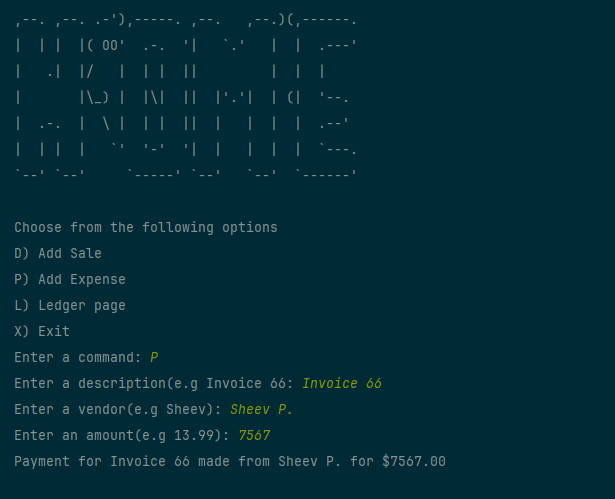 ,--. ,--. .-'),-----. ,--.   ,--.)(,------.
|  | |  |( OO'  .-.  '|   `.'   |  |  .---'
|   .|  |/   |  | |  ||         |  |  |
|       |\_) |  |\|  ||  |'.'|  | (|  '--.
|  .-.  |  \ |  | |  ||  |   |  |  |  .--'
|  | |  |   `'  '-'  '|  |   |  |  |  `---.
`--' `--'     `-----' `--'   `--'  `------'
Choose from the following options
D) Add Sale
P) Add Expense
L) Ledger page
X) Exit
Enter a command: P
Enter a description(e.g Invoice 66: Invoice 66
Enter a vendor(e.g Sheev): Sheev P.
Enter an amount(e.g 13.99): 7567
Payment for Invoice 66 made from Sheev P. for $7567.00